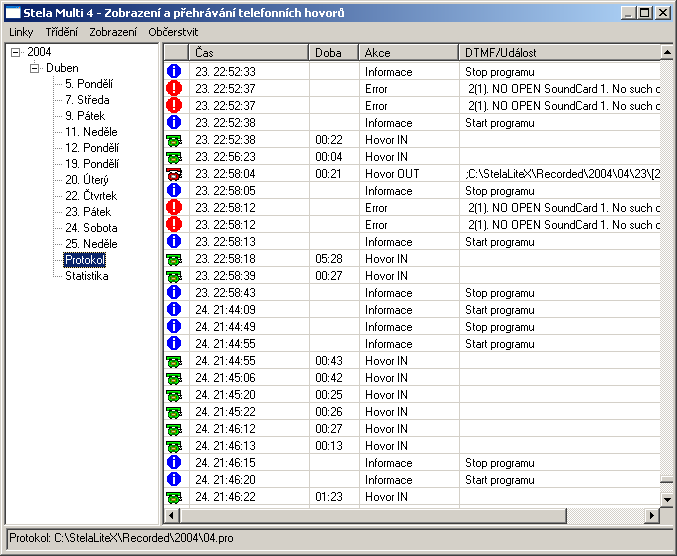 Stela Multi 4 - Zobrazení a přehrávání telefonních hovorů
Linky Třídění Zobrazení Občerstvit
2004
Duben
5. Pondělí
7. Středa
9. Pátek
11. Neděle
12. Pondělí
19. Pondělí
20. Úterý
22. Čtvrtek
23. Pátek
24. Sobota
25. Neděle
Protokol
Statistika
Čas Doba Akce DTMF/Událost
23. 22:52:33 Informace Stop programu
23. 22:52:37 Error 2(1). NO OPEN SoundCard 1. No such c
23. 22:52:37 Error 2(1). NO OPEN SoundCard 1. No such c
23. 22:52:38 Informace Start programu
23. 22:52:38 00:22 Hovor IN
23. 22:56:23 00:04 Hovor IN
23. 22:58:04 00:21 Hovor OUT ;C:\StelaLiteX\Recorded\2004\04\23\[2
23. 22:58:05 Informace Stop programu
23. 22:58:12 Error 2(1). NO OPEN SoundCard 1. No such c
23. 22:58:12 Error 2(1). NO OPEN SoundCard 1. No such c
23. 22:58:13 Informace Start programu
23. 22:58:18 05:28 Hovor IN
23. 22:58:39 00:27 Hovor IN
23. 22:58:43 Informace Stop programu
24. 21:44:09 Informace Start programu
24. 21:44:49 Informace Stop programu
24. 21:44:55 Informace Start programu
24. 21:44:55 00:43 Hovor IN
24. 21:45:06 00:42 Hovor IN
24. 21:45:20 00:25 Hovor IN
24. 21:45:22 00:26 Hovor IN
24. 21:46:12 00:27 Hovor IN
24. 21:46:13 00:13 Hovor IN
24. 21:46:15 Informace Stop programu
24. 21:46:20 Informace Start programu
24. 21:46:22 01:23 Hovor IN
Protokol: C:\StelaLiteX\Recorded\2004\04.pro